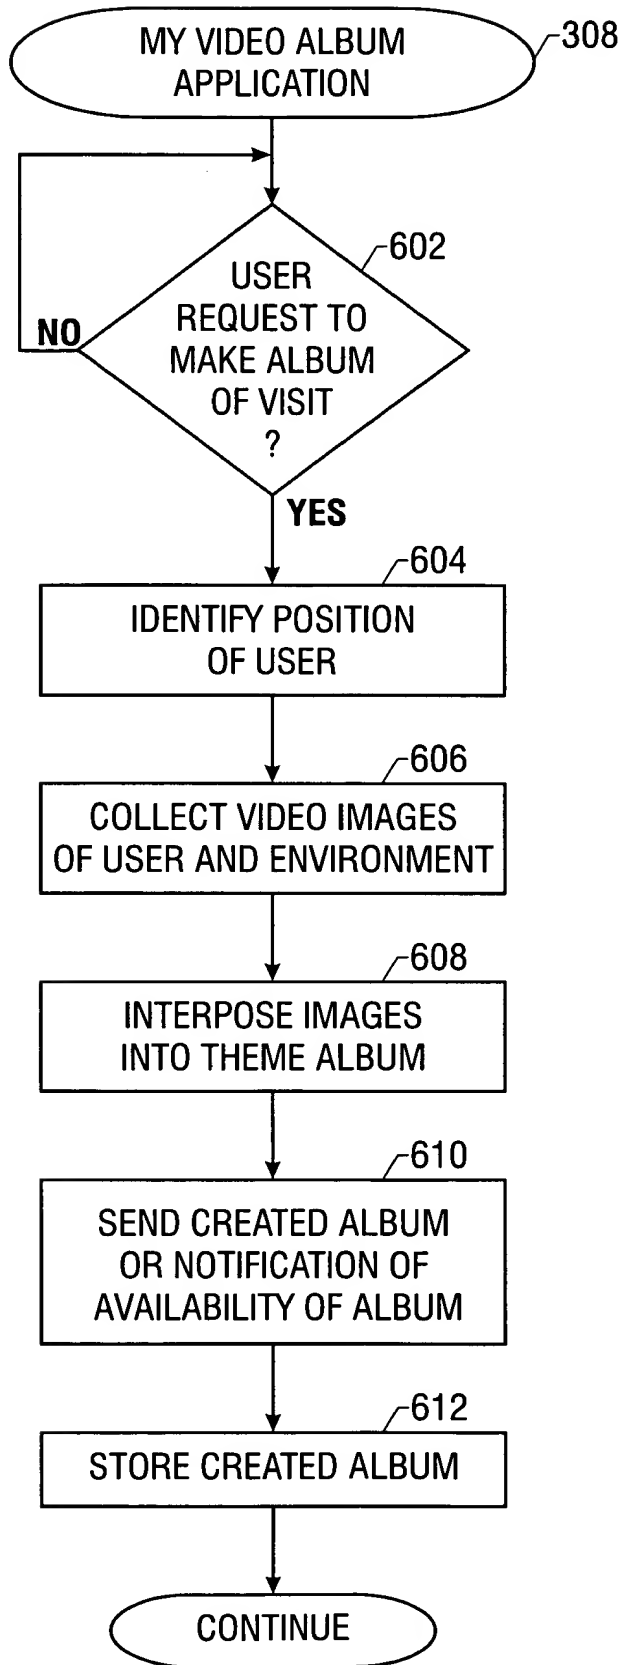 MY VIDEO ALBUM
APPLICATION
308
602
USER
REQUEST TO
MAKE ALBUM
OF VISIT
?
NO
YES
604
IDENTIFY POSITION
OF USER
606
COLLECT VIDEO IMAGES
OF USER AND ENVIRONMENT
608
INTERPOSE IMAGES
INTO THEME ALBUM
610
SEND CREATED ALBUM
OR NOTIFICATION OF
AVAILABILITY OF ALBUM
612
STORE CREATED ALBUM
CONTINUE